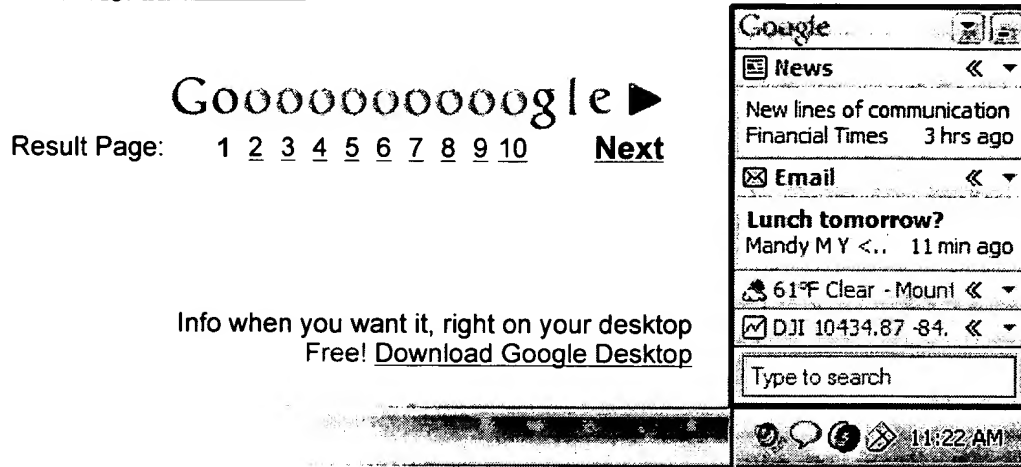 Goooooooooogle
Result Page: 1 2 3 4 5 6 7 8 9 10 Next
Info when you want it, right on your desktop
Free! Download Google Desktop
Google
News
New lines of communication
Financial Times 3 hrs ago
Email
Lunch tomorrow?
Mandy M Y <.. 11 min ago
61°F Clear - Mount
DJI 10434.87 -84.
Type to search
11:22 AM